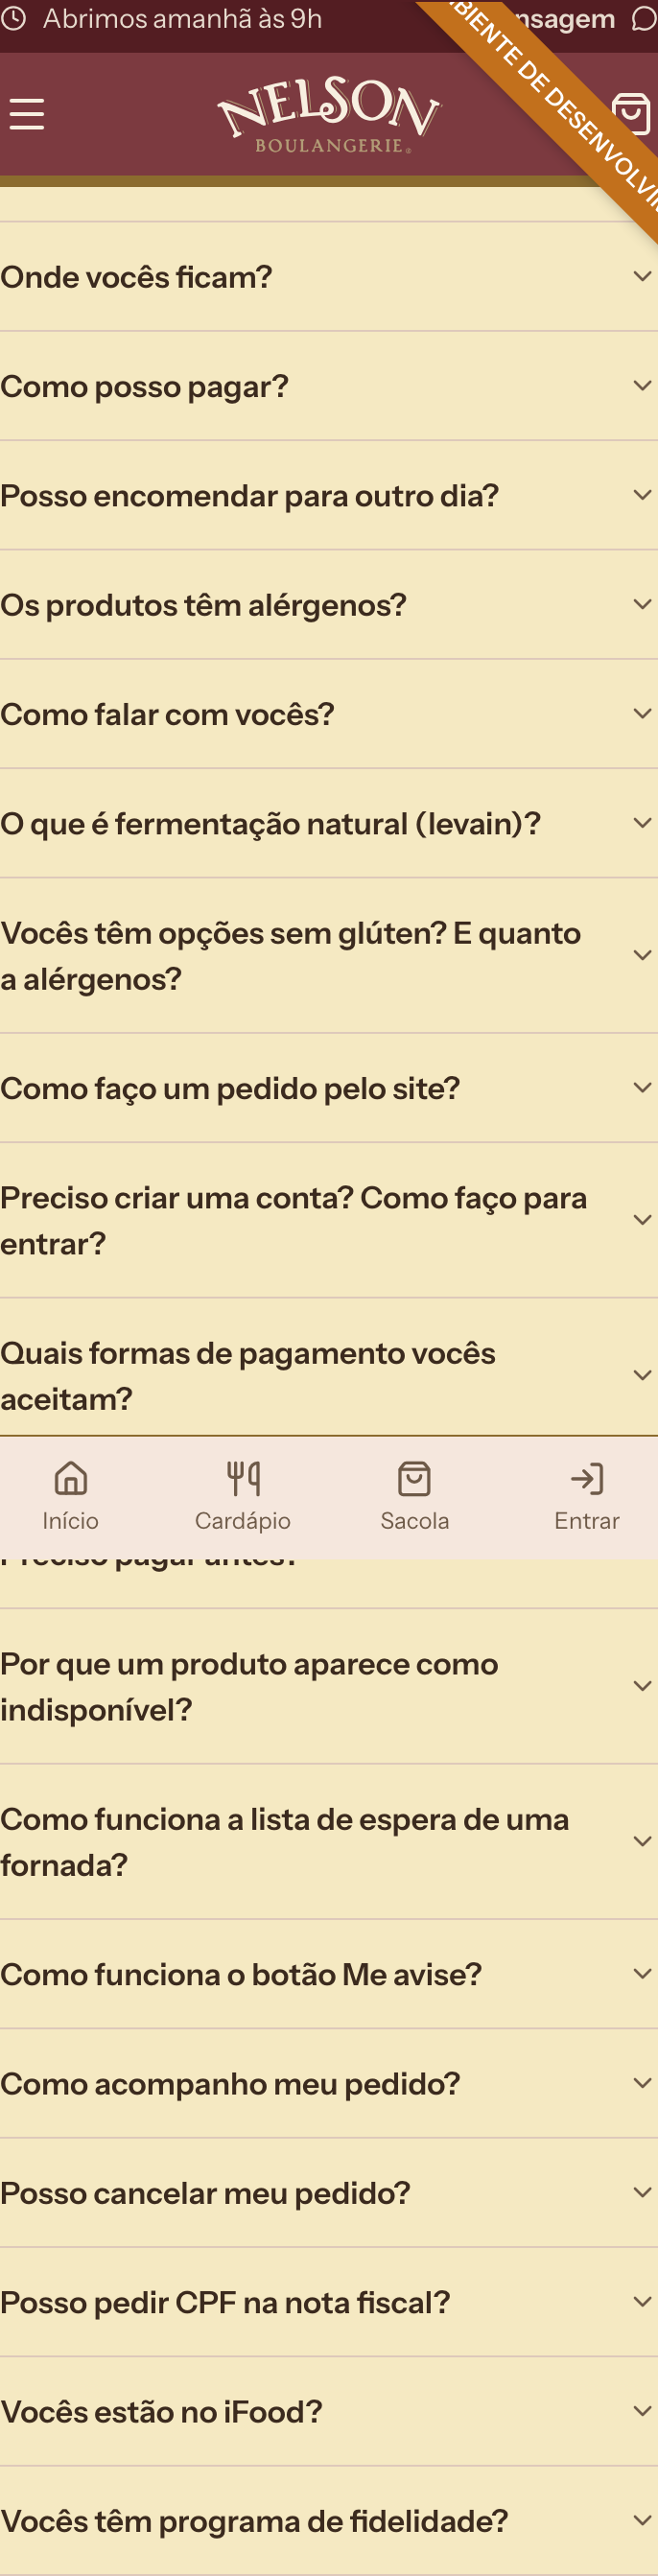 Abrimos amanhã às 9h
NELSON
BOULANGERIE
Onde vocês ficam?
Como posso pagar?
Posso encomendar para outro dia?
Os produtos têm alérgenos?
Como falar com vocês?
O que é fermentação natural (levain)?
Vocês têm opções sem glúten? E quanto
a alérgenos?
Como faço um pedido pelo site?
Preciso criar uma conta? Como faço para
entrar?
Quais formas de pagamento vocês
aceitam?
Início
Cardápio
Sacola
Entrar
Preciso pagar antes?
Por que um produto aparece como
indisponível?
Como funciona a lista de espera de uma
fornada?
Como funciona o botão Me avise?
Como acompanho meu pedido?
Posso cancelar meu pedido?
Posso pedir CPF na nota fiscal?
Vocês estão no iFood?
Vocês têm programa de fidelidade?